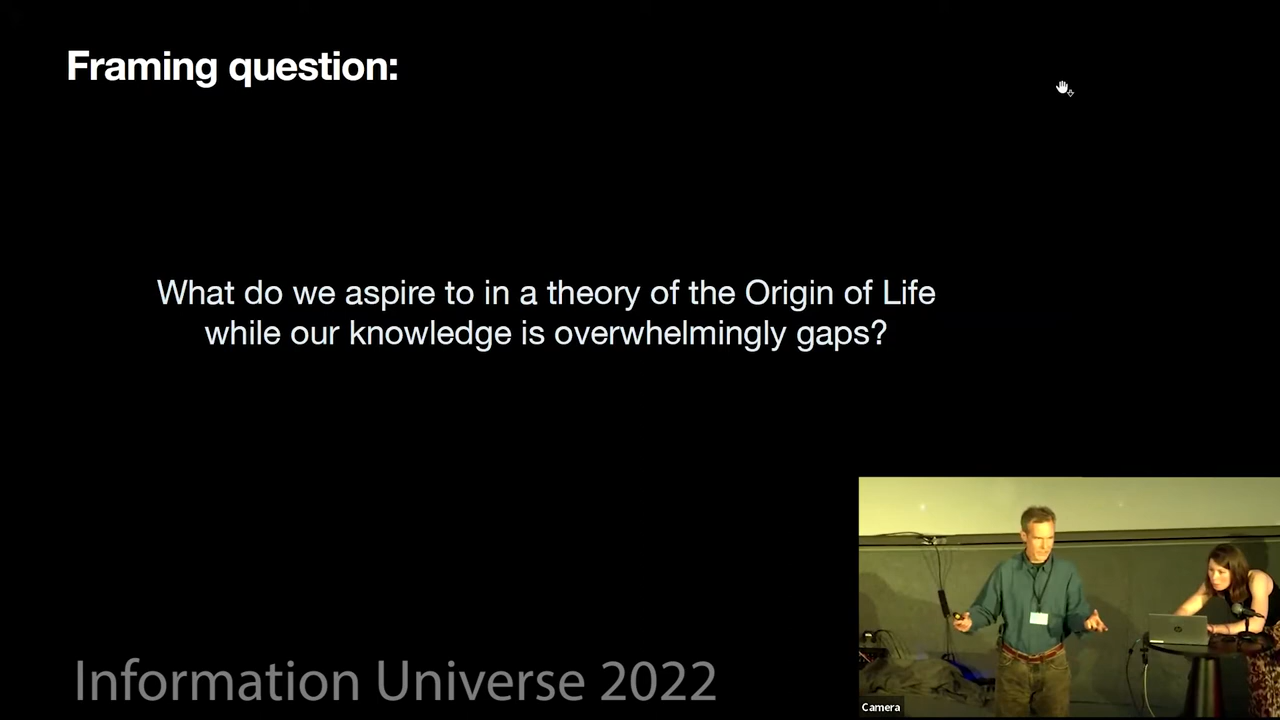 Framing question:
What do we aspire to in a theory of the Origin of Life
while our knowledge is overwhelmingly gaps?
Information Universe 2022
Camera